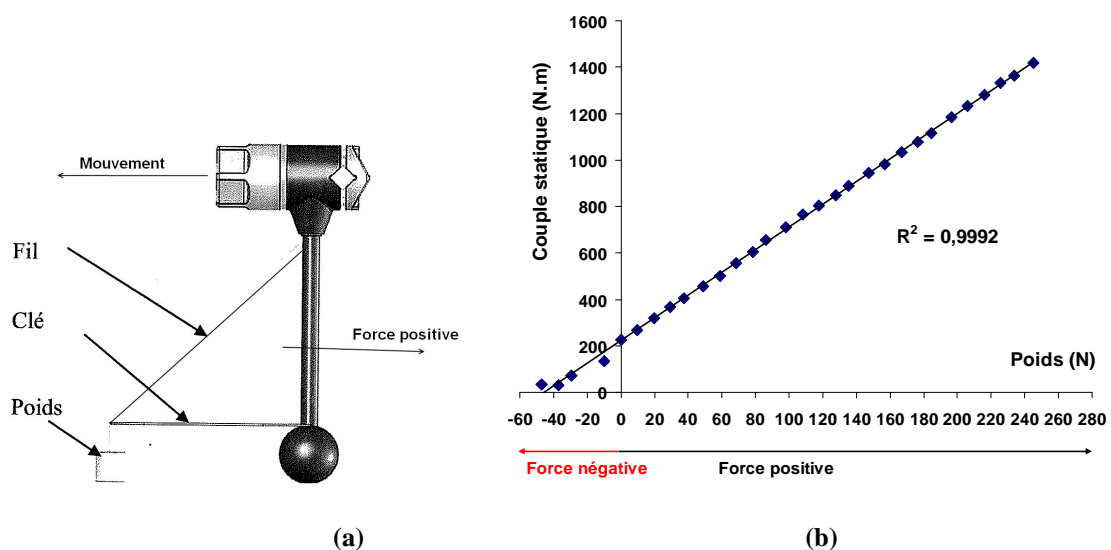 Mouvement
Fil
Clé
Force positive
Poids
(a)
Couple statique (N.m)
1600
1400
1200
1000
800
600
400
200
0
R² = 0,9992
Poids (N)
-60 -40 -20 0 20 40 60 80 100 120 140 160 180 200 220 240 260 280
Force négative Force positive
(b)